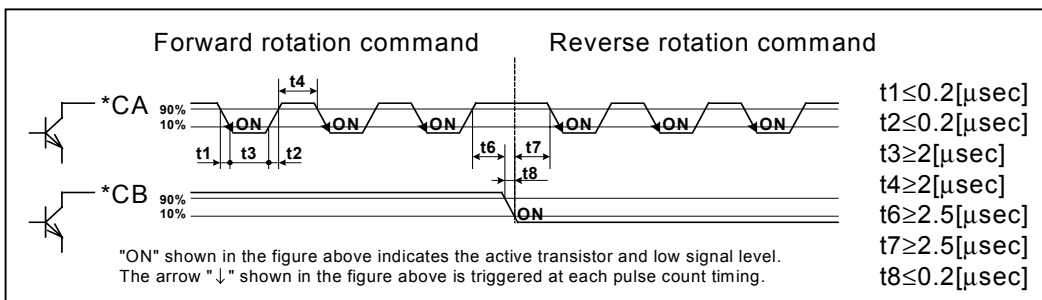 Forward rotation command
Reverse rotation command
t4
*CA
90%
10%
ON
ON
ON
ON
ON
ON
t1
t3
t2
t6
t7
t8
*CB
90%
10%
ON
t1≤0.2[μsec]
t2≤0.2[μsec]
t3≥2[μsec]
t4≥2[μsec]
t6≥2.5[μsec]
t7≥2.5[μsec]
t8≤0.2[μsec]
"ON" shown in the figure above indicates the active transistor and low signal level.
The arrow "↓" shown in the figure above is triggered at each pulse count timing.